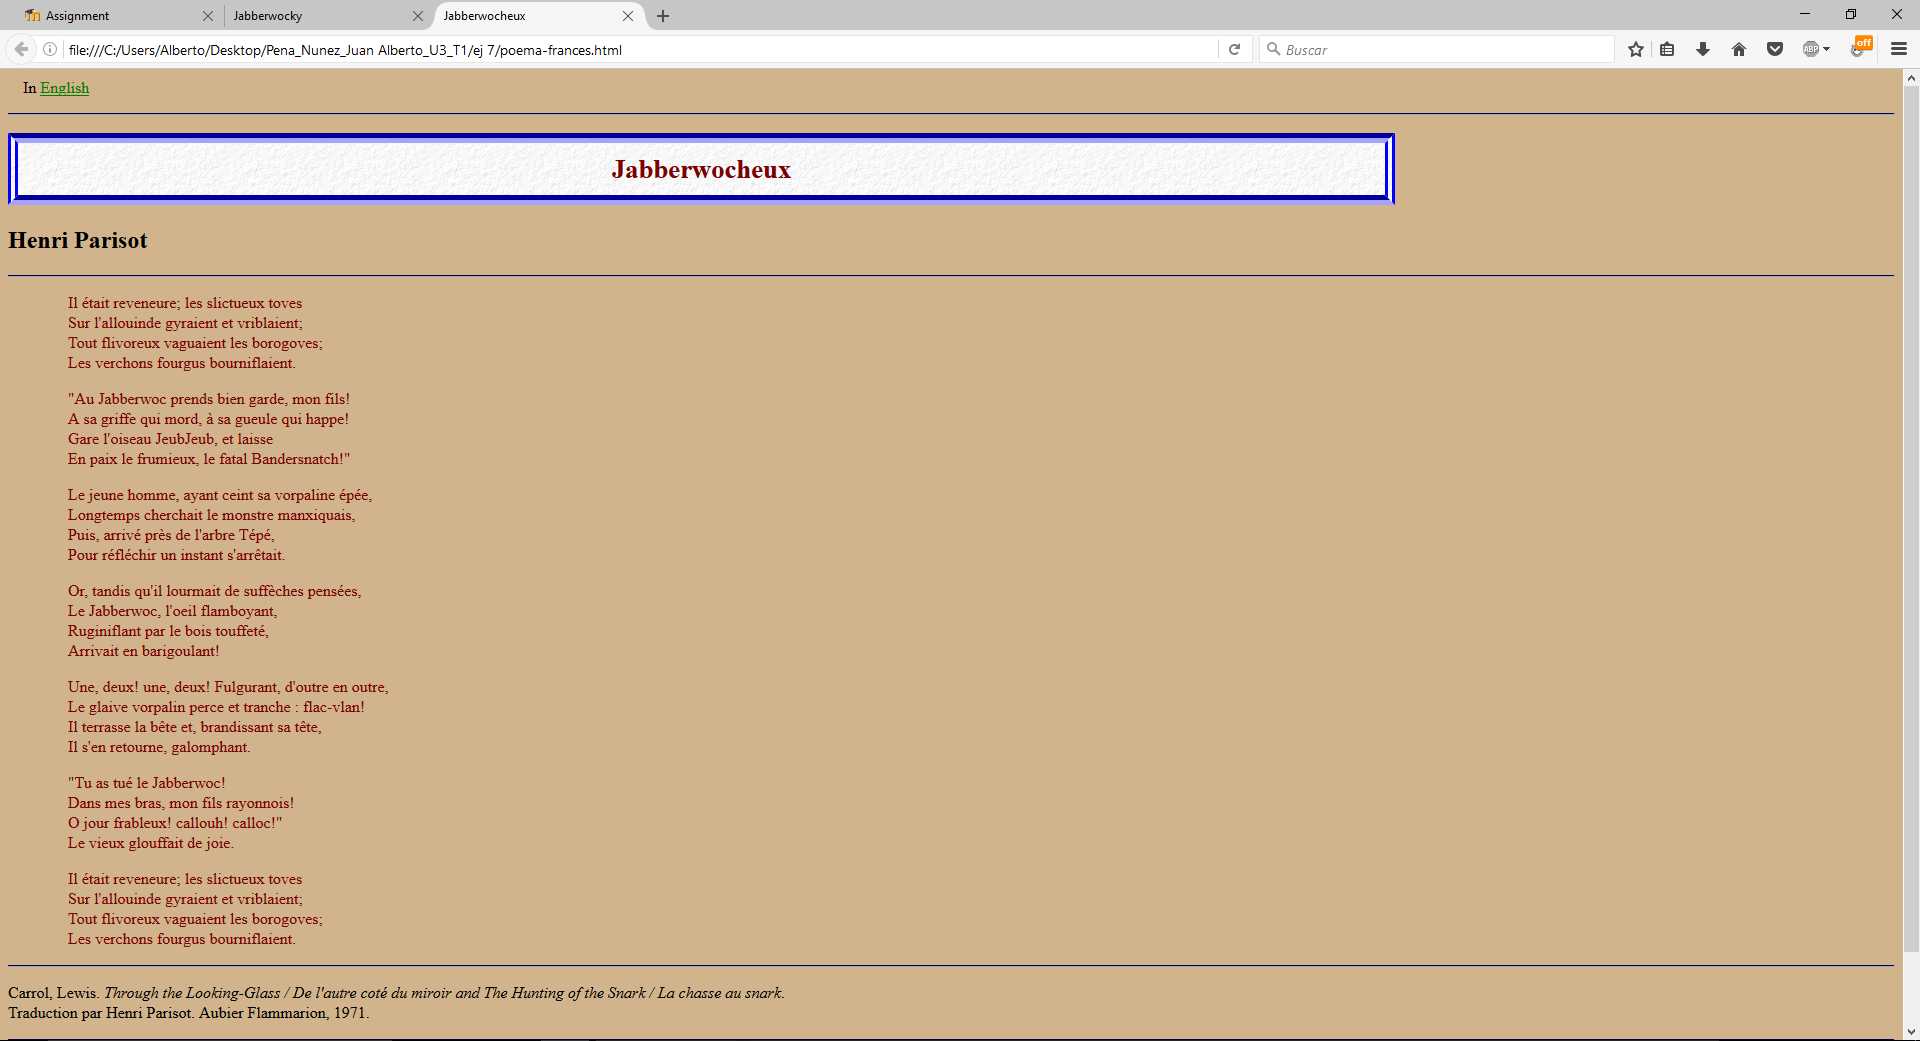 Assignment
Jabberwocky
Jabberwocheux
file:///C:/Users/Alberto/Desktop/Pena_Nunez_Juan Alberto_U3_T1/ej 7/poema-frances.html
Buscar
ABP
off
In English
Jabberwocheux
Henri Parisot
Il était reveneure; les slictueux toves
Sur l'allouinde gyraient et vriblaient;
Tout flivoreux vaguaient les borogoves;
Les verchons fourgus bourniflaient.
"Au Jabberwoc prends bien garde, mon fils!
A sa griffe qui mord, à sa gueule qui happe!
Gare l'oiseau JeubJeub, et laisse
En paix le frumieux, le fatal Bandersnatch!"
Le jeune homme, ayant ceint sa vorpaline épée,
Longtemps cherchait le monstre manxiquais,
Puis, arrivé près de l'arbre Tépé,
Pour réfléchir un instant s'arrêtait.
Or, tandis qu'il lourmait de suffèches pensées,
Le Jabberwoc, l'oeil flamboyant,
Ruginiflant par le bois touffeté,
Arrivait en barigoulant!
Une, deux! une, deux! Fulgurant, d'outre en outre,
Le glaive vorpalin perce et tranche : flac-vlan!
Il terrasse la bête et, brandissant sa tête,
Il s'en retourne, galomphant.
"Tu as tué le Jabberwoc!
Dans mes bras, mon fils rayonnois!
O jour frableux! callouh! calloc!"
Le vieux glouffait de joie.
Il était reveneure; les slictueux toves
Sur l'allouinde gyraient et vriblaient;
Tout flivoreux vaguaient les borogoves;
Les verchons fourgus bourniflaient.
Carrol, Lewis. Through the Looking-Glass / De l'autre coté du miroir and The Hunting of the Snark / La chasse au snark.
Traduction par Henri Parisot. Aubier Flammarion, 1971.